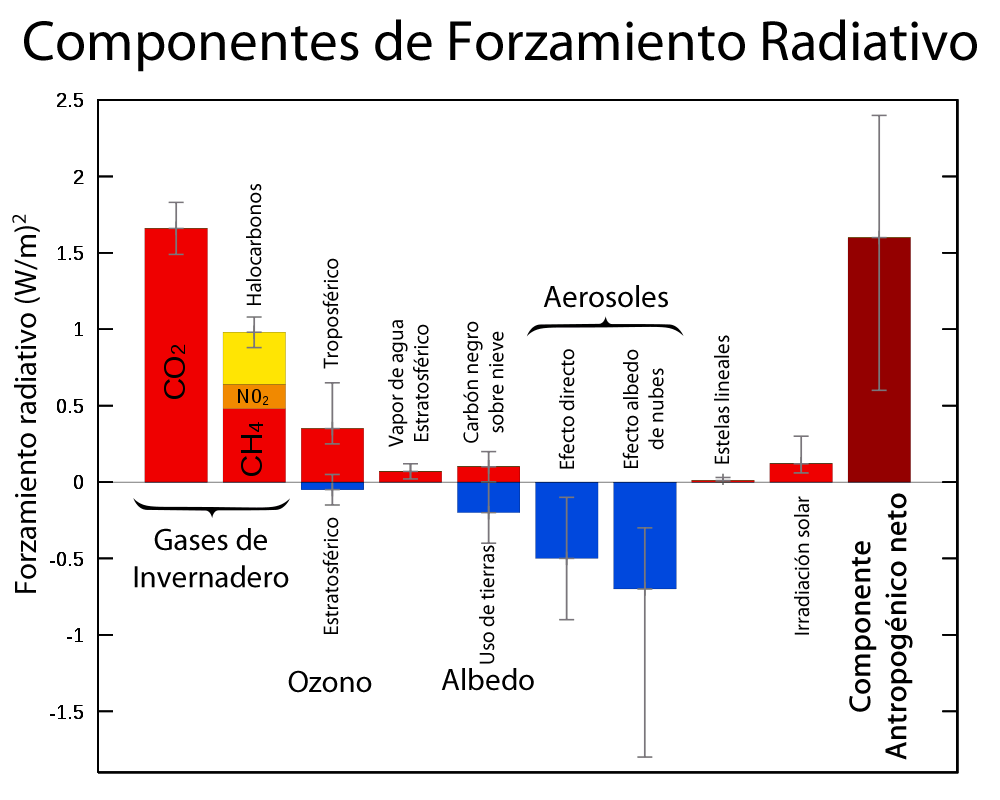 Componentes de Forzamiento Radiativo
Forzamiento radiativo (W/m)²
2.5
2
1.5
1
0.5
0
-0.5
-1
-1.5
CO₂
Halocarbonos
N0₂
CH₄
Gases de
Invernadero
Troposférico
Estratosférico
Ozono
Vapor de agua
Estratosférico
Carbón negro
sobre nieve
Uso de tierras
Albedo
Aerosoles
Efecto directo
Efecto albedo
de nubes
Estelas lineales
Irradiación solar
Componente
Antropogénico neto